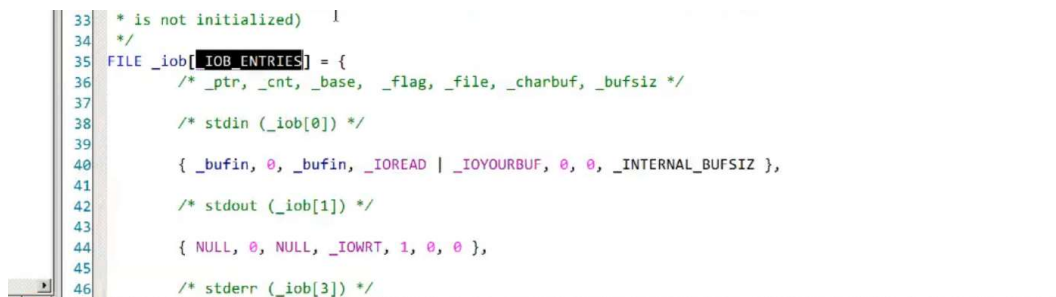 33 * is not initialized)
34 */
35 FILE _iob[_IOB_ENTRIES] = {
36 /* _ptr, _cnt, _base, _flag, _file, _charbuf, _bufsiz */
37
38 /* stdin (_iob[0]) */
39
40 { _bufin, 0, _bufin, _IOREAD | _IOYOURBUF, 0, 0, _INTERNAL_BUFSIZ },
41
42 /* stdout (_iob[1]) */
43
44 { NULL, 0, NULL, _IOWRT, 1, 0, 0 },
45
46 /* stderr (_iob[3]) */